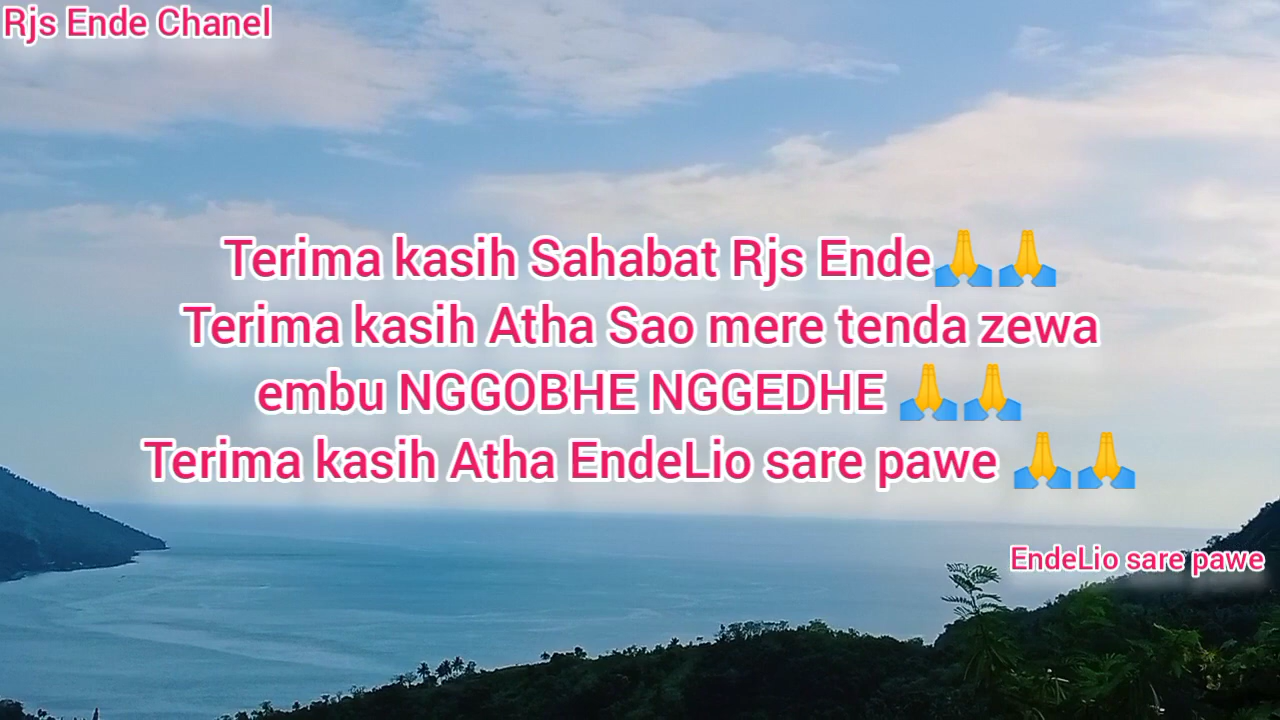 Rjs Ende Chanel
Terima kasih Sahabat Rjs Ende🙏🙏
Terima kasih Atha Sao mere tenda zewa
embu NGGOBHE NGGEDHE 🙏🙏
Terima kasih Atha EndeLio sare pawe 🙏🙏
EndeLio sare pawe